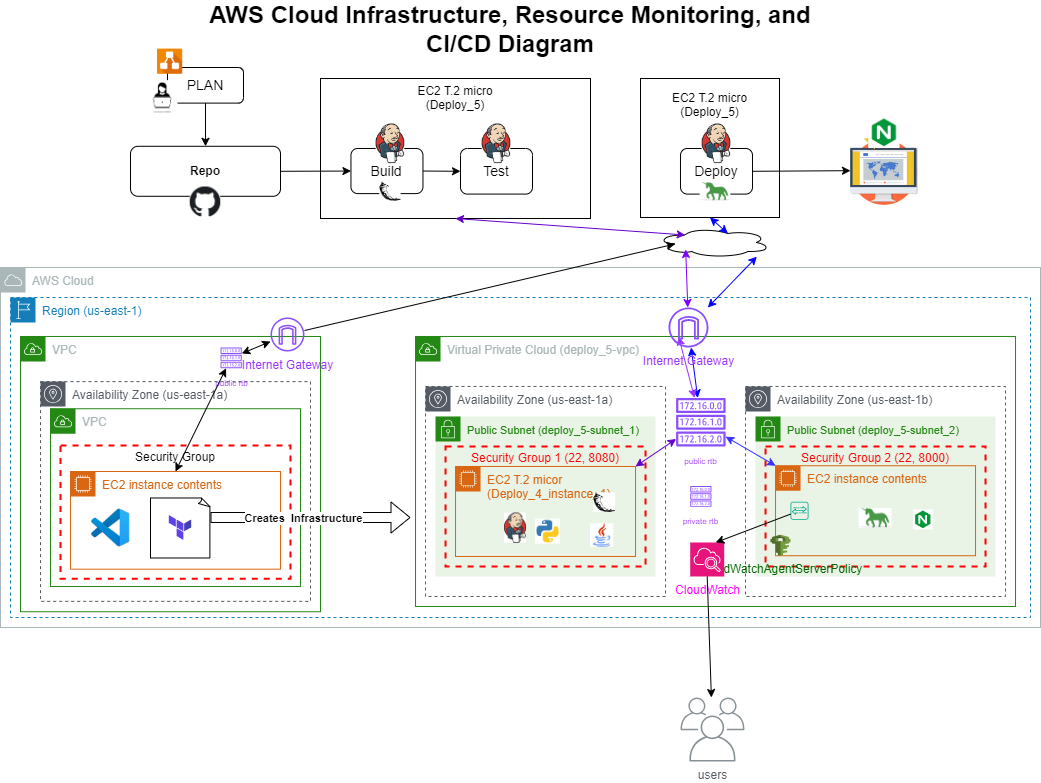 AWS Cloud Infrastructure, Resource Monitoring, and
CI/CD Diagram
PLAN
EC2 T.2 micro
(Deploy_5)
EC2 T.2 micro
(Deploy_5)
Repo
Build
Test
Deploy
N
AWS Cloud
Region (us-east-1)
VPC
Internet Gateway
public rtb
Availability Zone (us-east-1a)
VPC
Security Group
EC2 instance contents
Creates Infrastructure
Virtual Private Cloud (deploy_5-vpc)
Internet Gateway
Availability Zone (us-east-1a)
Public Subnet (deploy_5-subnet_1)
Security Group 1 (22, 8080)
EC2 T.2 micor
(Deploy_4_instance_1)
172.16.0.0
172.16.1.0
172.16.2.0
public rtb
private rtb
Availability Zone (us-east-1b)
Public Subnet (deploy_5-subnet_2)
Security Group 2 (22, 8000)
EC2 instance contents
N
dWatchAgentServerPolicy
CloudWatch
users